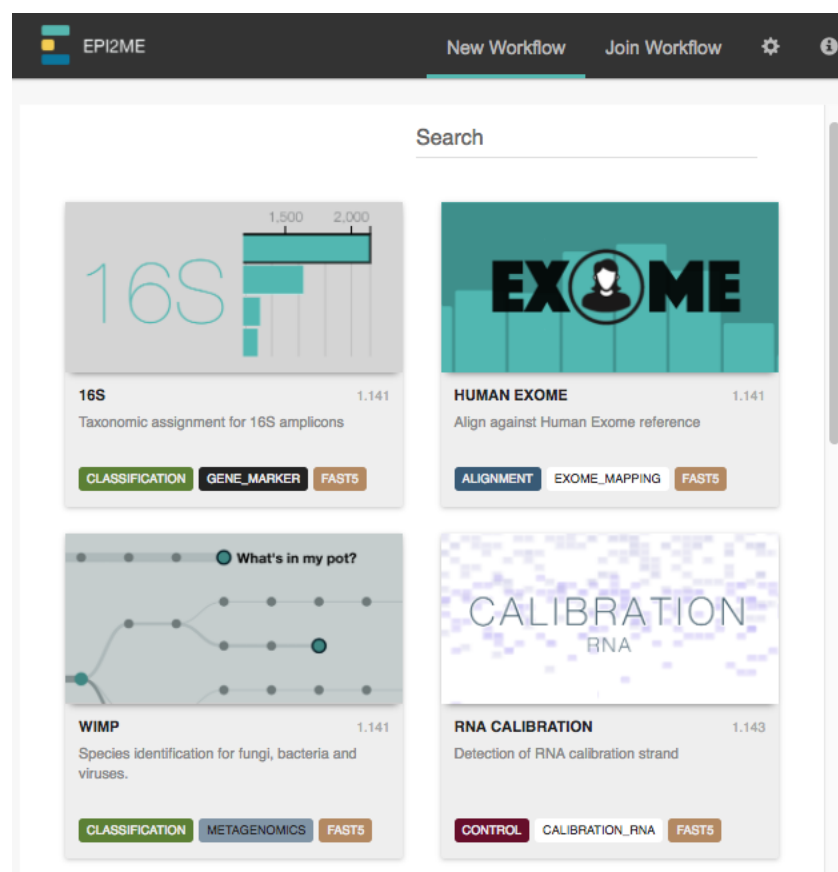 EPI2ME
New Workflow
Join Workflow
Search
1,500 2,000
16S
16S 1.141
Taxonomic assignment for 16S amplicons
CLASSIFICATION GENE_MARKER FAST5
EXOME
HUMAN EXOME 1.141
Align against Human Exome reference
ALIGNMENT EXOME_MAPPING FAST5
What's in my pot?
WIMP 1.141
Species identification for fungi, bacteria and
viruses.
CLASSIFICATION METAGENOMICS FAST5
CALIBRATION
RNA
RNA CALIBRATION 1.143
Detection of RNA calibration strand
CONTROL CALIBRATION_RNA FAST5